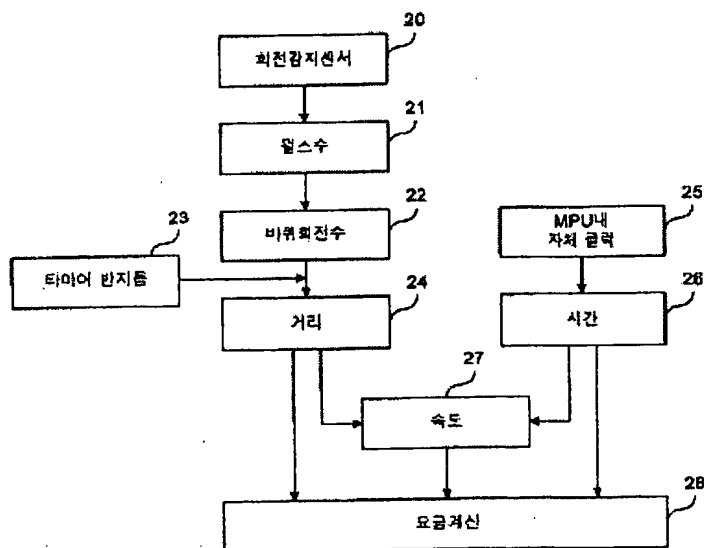 20
회전감지센서
21
펄스수
22
바퀴회전수
23
타이어 반지름
25
MPU내
자체 클럭
24
거리
26
시간
27
속도
28
요금계산